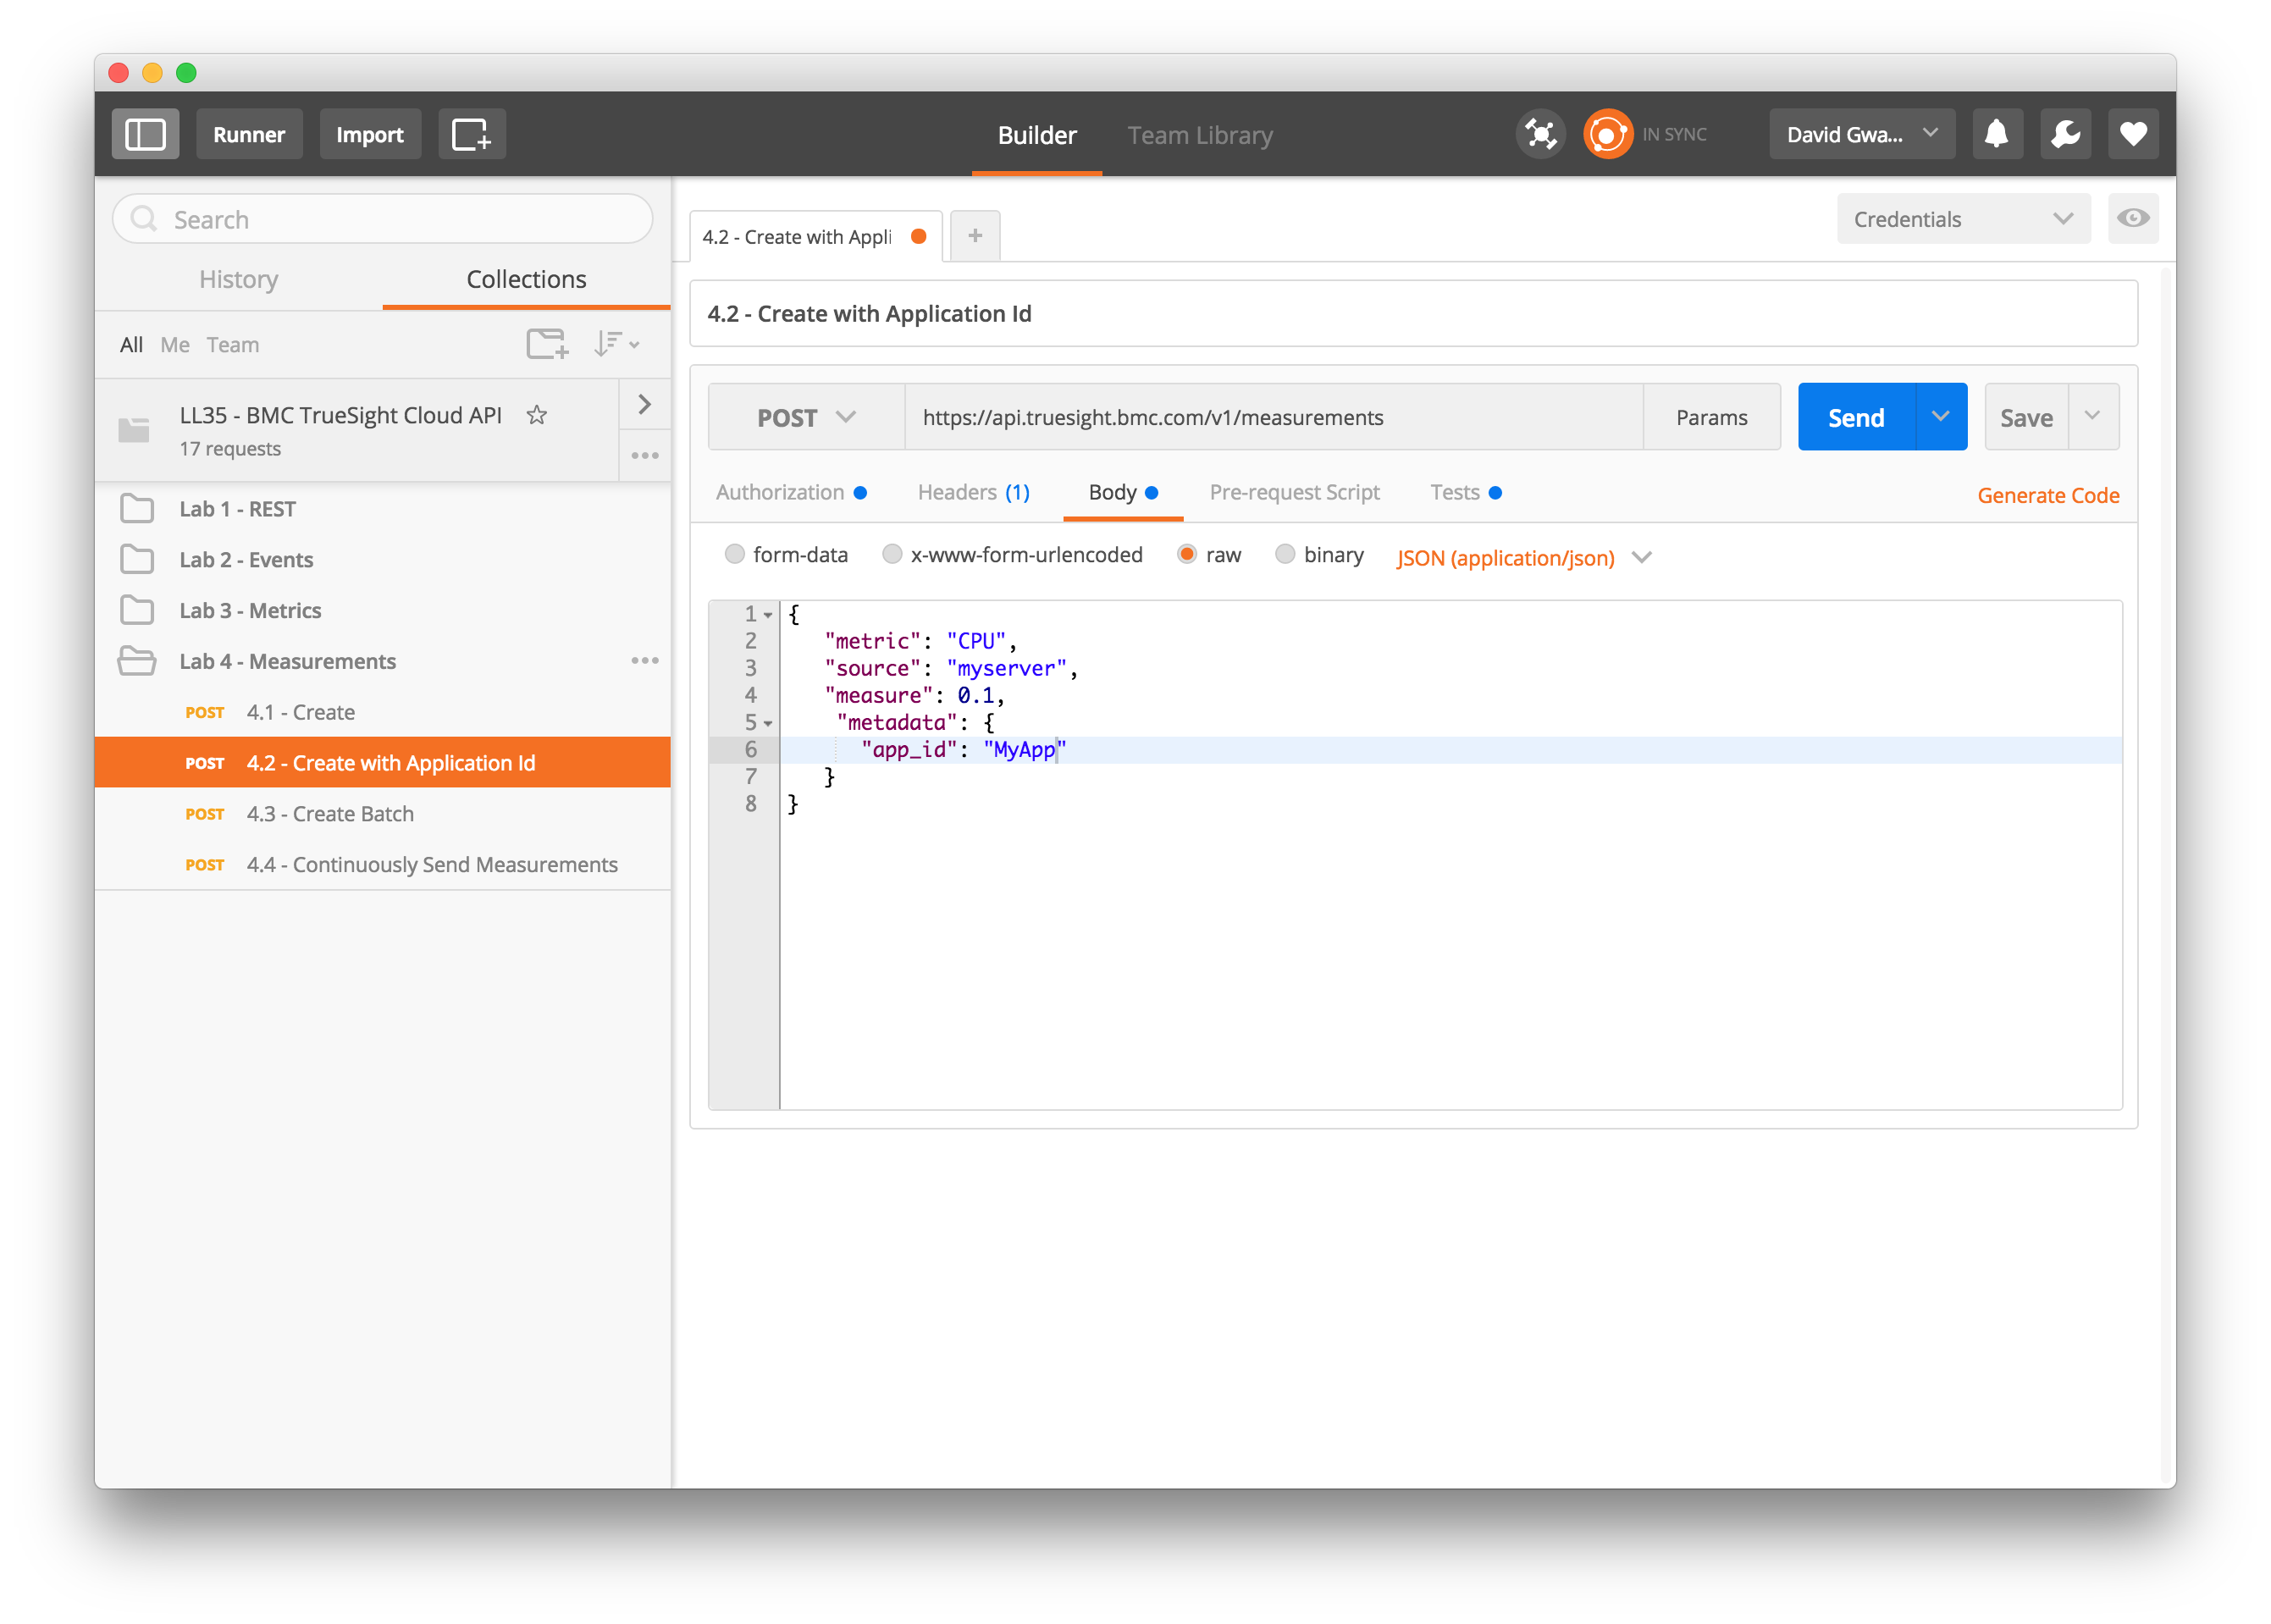 Runner Import Builder Team Library IN SYNC David Gwa...
Search
History Collections
All Me Team
LL35 - BMC TrueSight Cloud API
17 requests
Lab 1 - REST
Lab 2 - Events
Lab 3 - Metrics
Lab 4 - Measurements
POST 4.1 - Create
POST 4.2 - Create with Application Id
POST 4.3 - Create Batch
POST 4.4 - Continuously Send Measurements
4.2 - Create with Appli
+
Credentials
4.2 - Create with Application Id
POST https://api.truesight.bmc.com/v1/measurements Params Send Save
Authorization Headers (1) Body Pre-request Script Tests Generate Code
form-data x-www-form-urlencoded raw binary JSON (application/json)
1 {
2 "metric": "CPU",
3 "source": "myserver",
4 "measure": 0.1,
5 "metadata": {
6 "app_id": "MyApp"
7 }
8 }